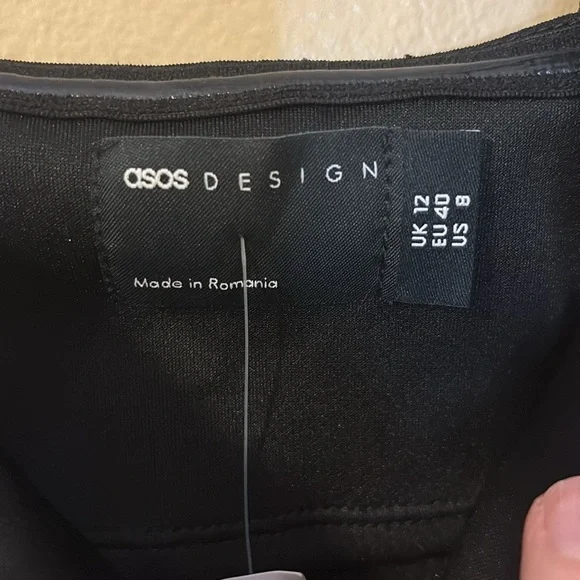 asos DESIGN
Made in Romania
UK 12
EU 40
US 8